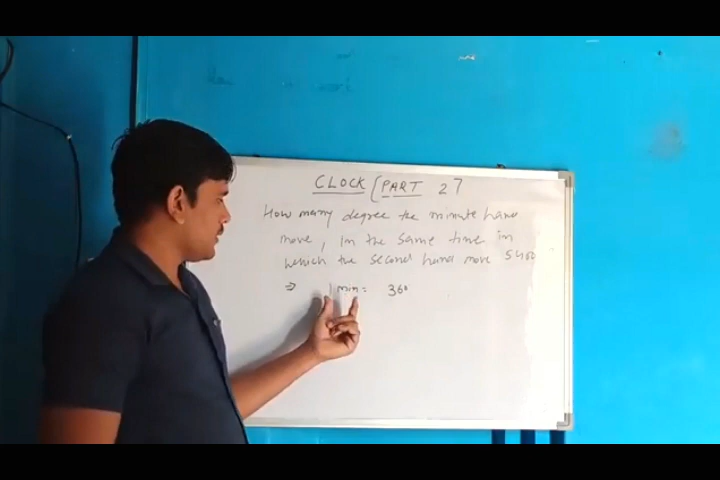 CLOCK [PART 27
How many degree the minute hand
move, In the same time in
which the second hand move 5400
⇒ 1 min = 360